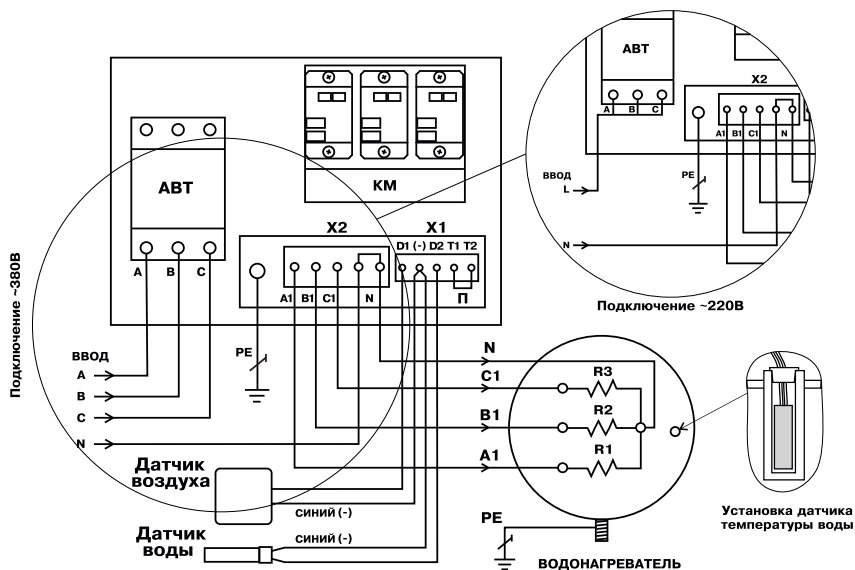 АВТ
А В С
КМ
X2
X1
D1 (-) D2 T1 T2
A1 B1 C1 N
П
PE
Подключение ~380В
ВВОД
А
В
С
N
Датчик
воздуха
СИНИЙ (-)
Датчик
воды
СИНИЙ (-)
АВТ
А В С
X2
A1 B1 C1 N
PE
ВВОД
L
N
Подключение ~220В
N
C1
B1
A1
R3
R2
R1
PE
ВОДОНАГРЕВАТЕЛЬ
Установка датчика
температуры воды